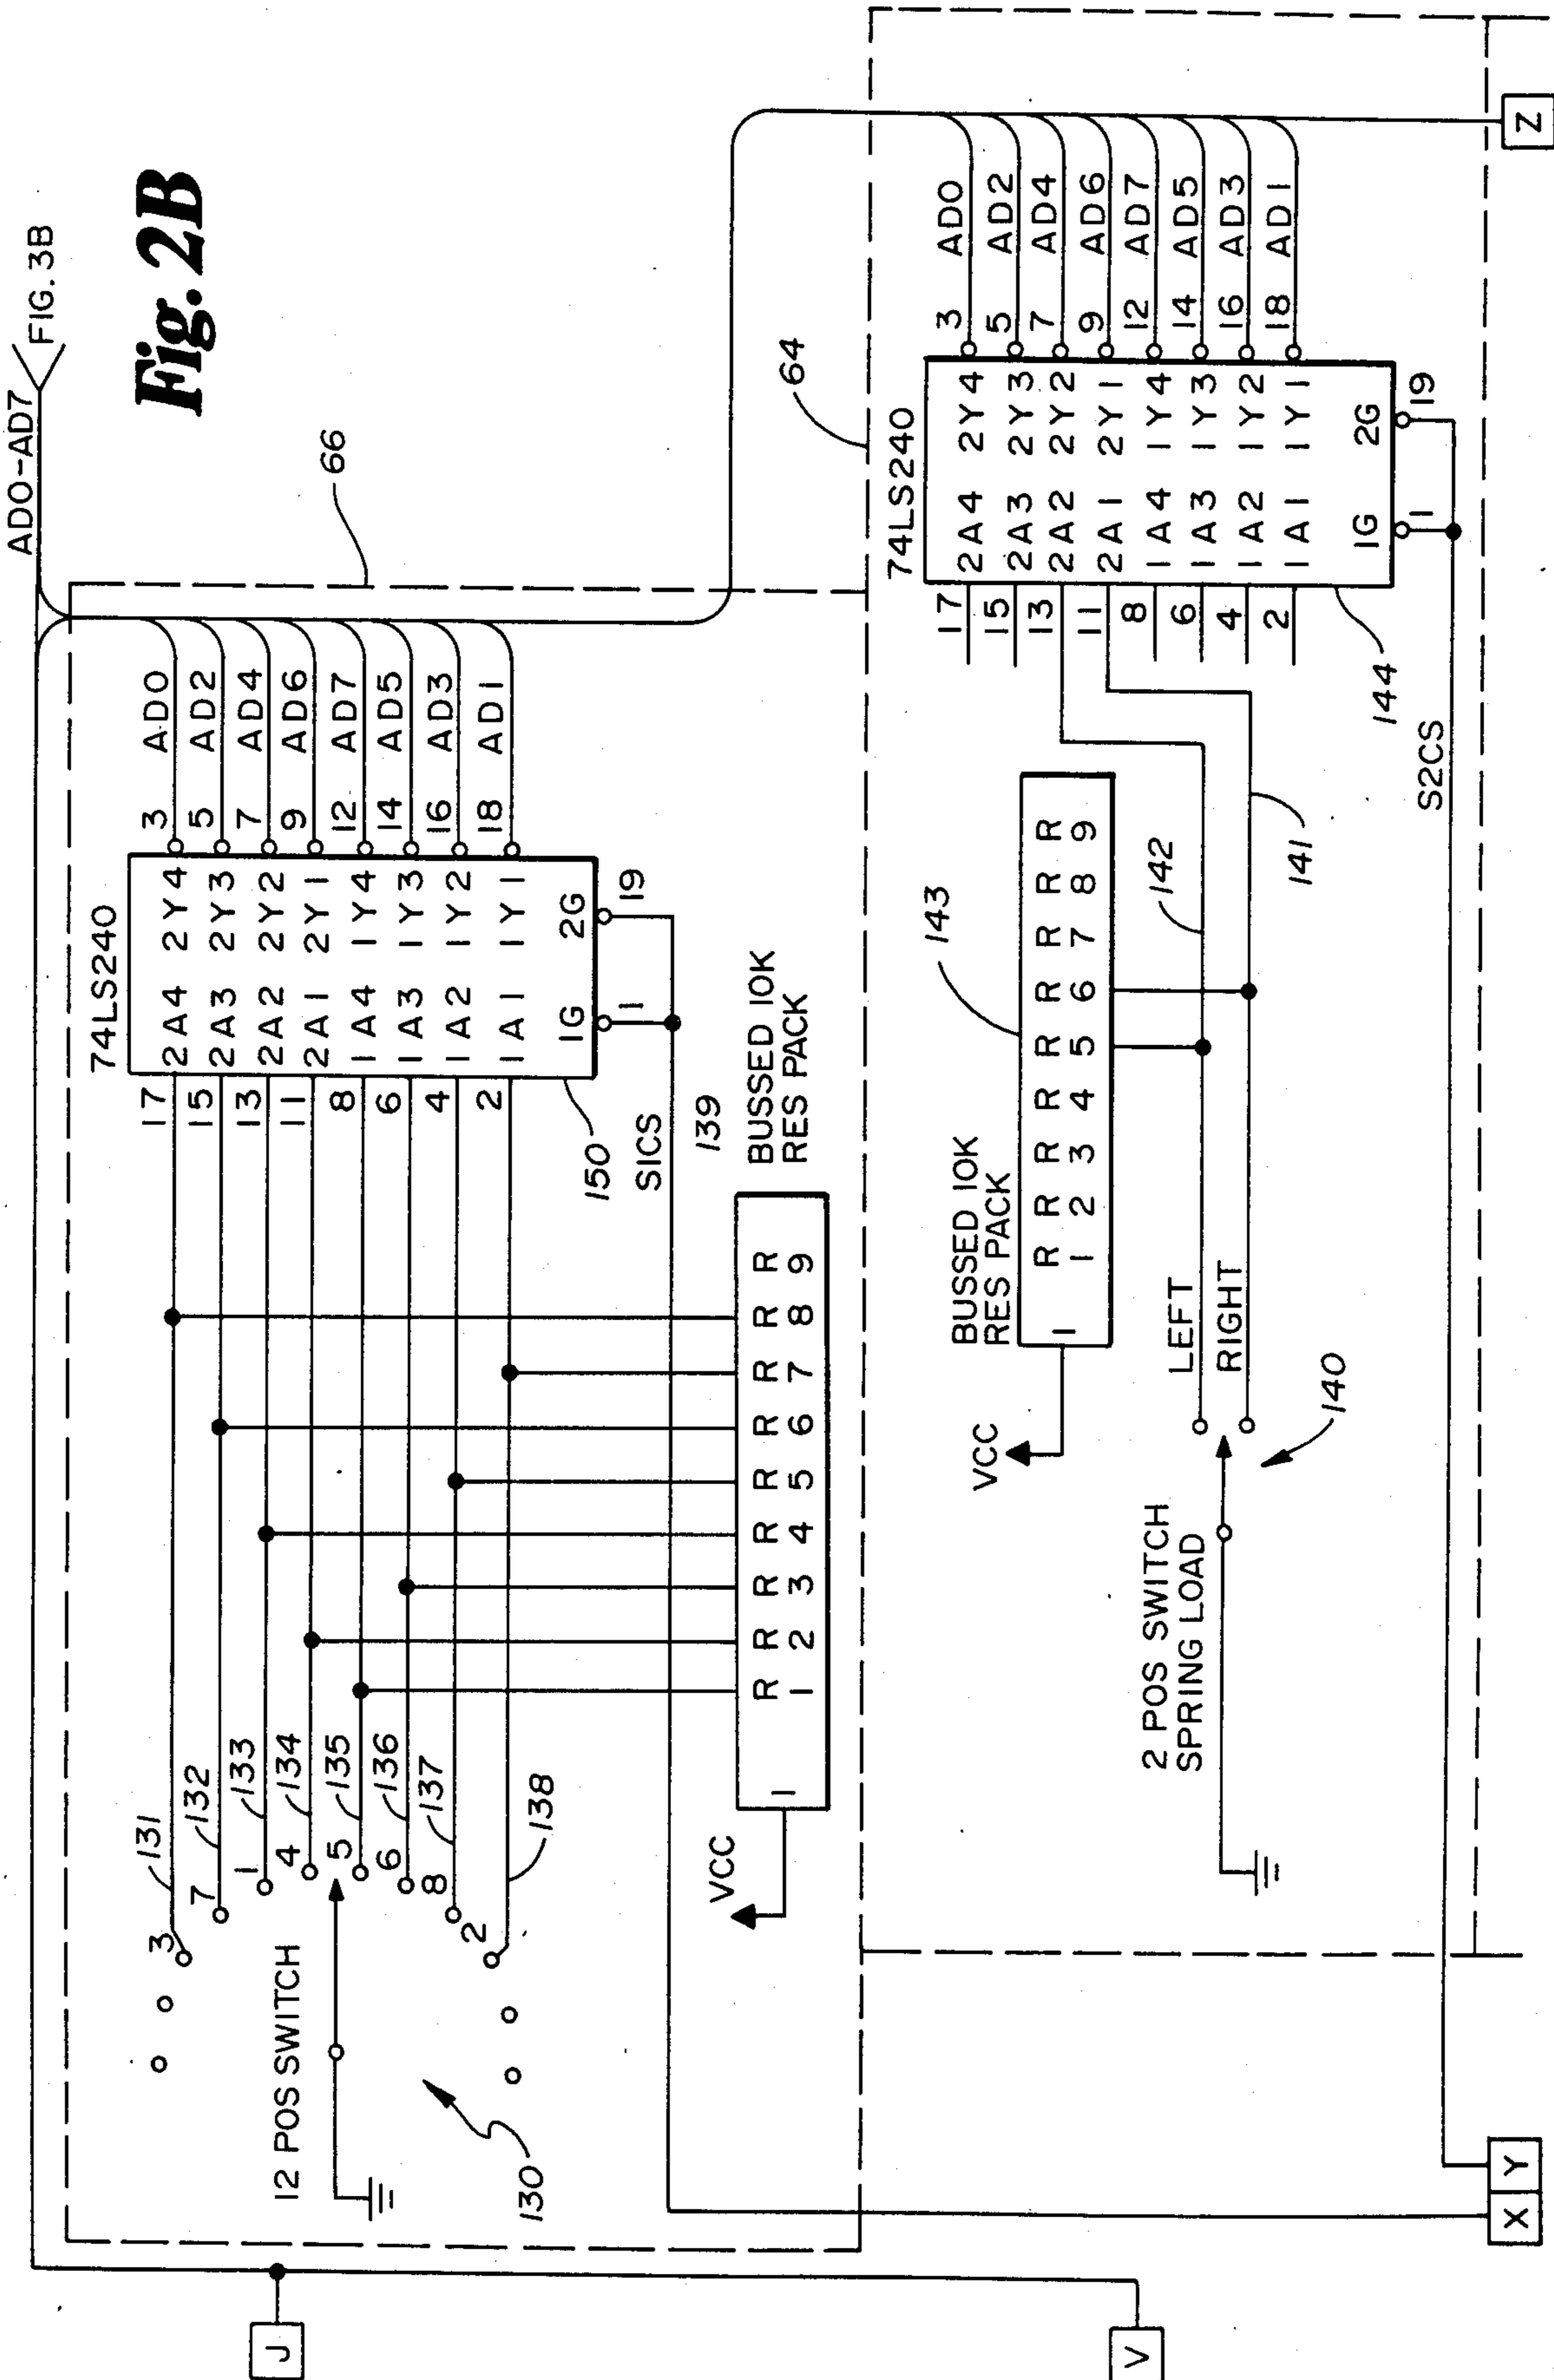 AD0-AD7
FIG. 3B
Fig. 2B
66
74LS240
17 2A4 2Y4 3 AD0
15 2A3 2Y3 5 AD2
13 2A2 2Y2 7 AD4
11 2A1 2Y1 9 AD6
8 1A4 1Y4 12 AD7
6 1A3 1Y3 14 AD5
4 1A2 1Y2 16 AD3
2 1A1 1Y1 18 AD1
1G 2G
1 19
150
S1CS
131
132
133
134
135
136
137
138
3
7
1
4
5
6
8
2
12 POS SWITCH
130
139
BUSSED 10K
RES PACK
VCC
1
R R R R R R R R R
1 2 3 4 5 6 7 8 9
64
74LS240
17 2A4 2Y4 3 AD0
15 2A3 2Y3 5 AD2
13 2A2 2Y2 7 AD4
11 2A1 2Y1 9 AD6
8 1A4 1Y4 12 AD7
6 1A3 1Y3 14 AD5
4 1A2 1Y2 16 AD3
2 1A1 1Y1 18 AD1
1G 2G
1 19
144
S2CS
143
BUSSED 10K
RES PACK
VCC
1
R R R R R R R R R
1 2 3 4 5 6 7 8 9
142
141
LEFT
RIGHT
2 POS SWITCH
SPRING LOAD
140
J
V
X
Y
Z